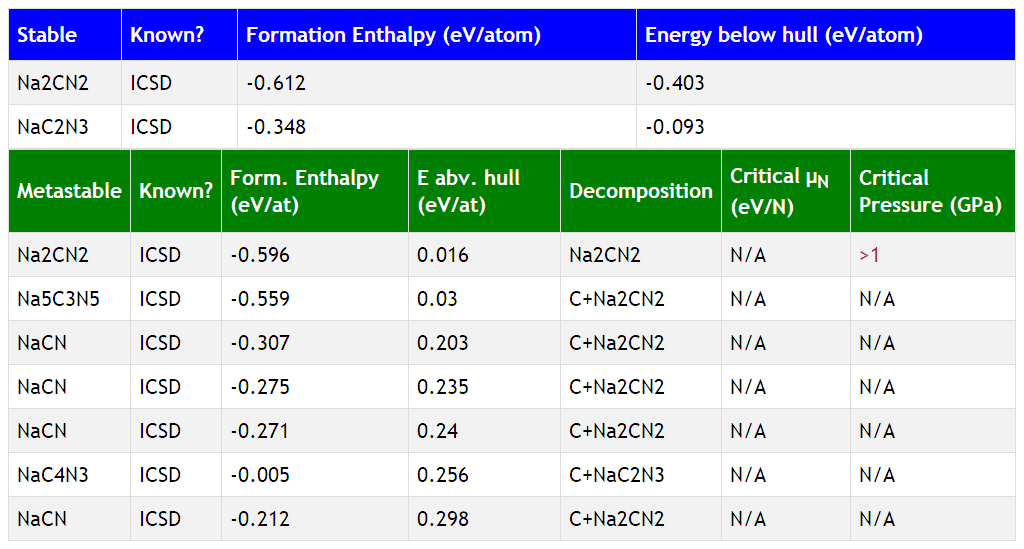 Stable Known? Formation Enthalpy (eV/atom) Energy below hull (eV/atom)
Na2CN2 ICSD -0.612 -0.403
NaC2N3 ICSD -0.348 -0.093
Metastable Known? Form. Enthalpy (eV/at) E abv. hull (eV/at) Decomposition Critical μN (eV/N) Critical Pressure (GPa)
Na2CN2 ICSD -0.596 0.016 Na2CN2 N/A >1
Na5C3N5 ICSD -0.559 0.03 C+Na2CN2 N/A N/A
NaCN ICSD -0.307 0.203 C+Na2CN2 N/A N/A
NaCN ICSD -0.275 0.235 C+Na2CN2 N/A N/A
NaCN ICSD -0.271 0.24 C+Na2CN2 N/A N/A
NaC4N3 ICSD -0.005 0.256 C+NaC2N3 N/A N/A
NaCN ICSD -0.212 0.298 C+Na2CN2 N/A N/A